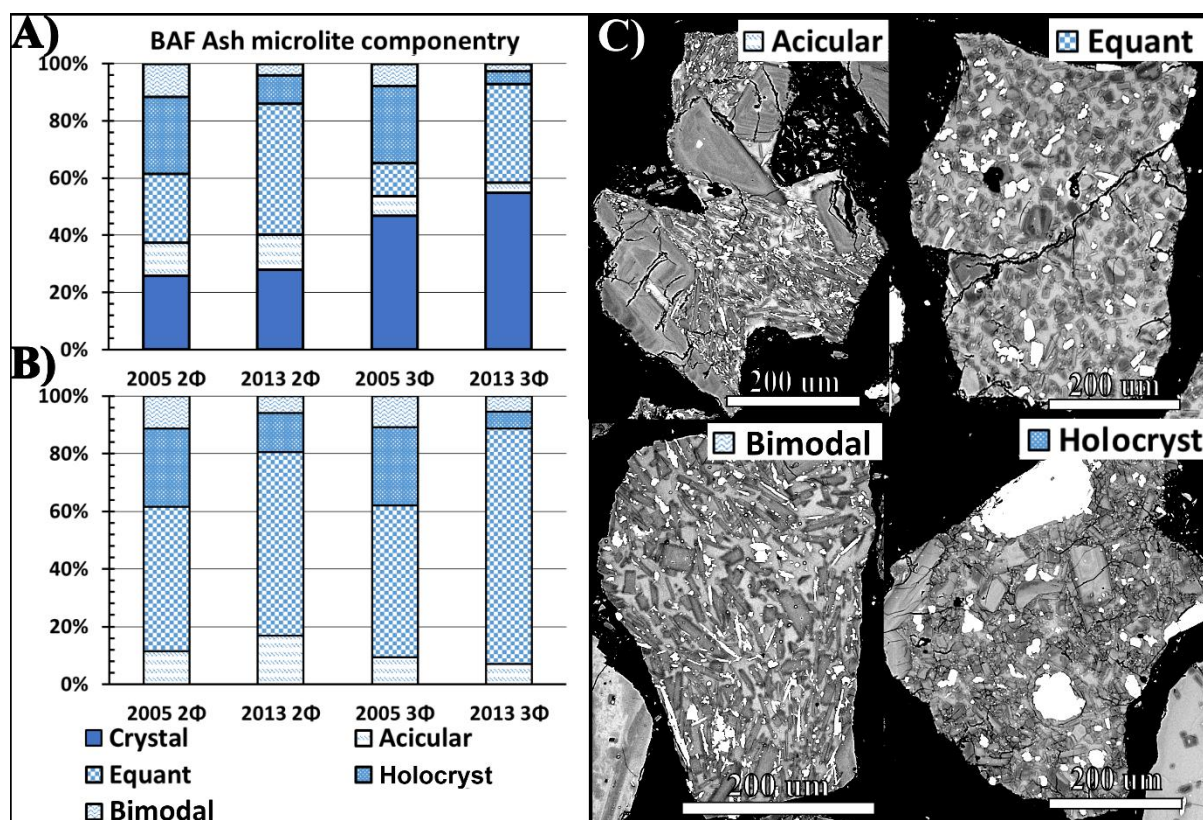 A)
BAF Ash microlite componentry
100%
80%
60%
40%
20%
0%
2005 2Φ 2013 2Φ 2005 3Φ 2013 3Φ
B)
100%
80%
60%
40%
20%
0%
2005 2Φ 2013 2Φ 2005 3Φ 2013 3Φ
Crystal Acicular
Equant Holocryst
Bimodal
C)
Acicular
200 um
Equant
200 um
Bimodal
200 um
Holocryst
200 um